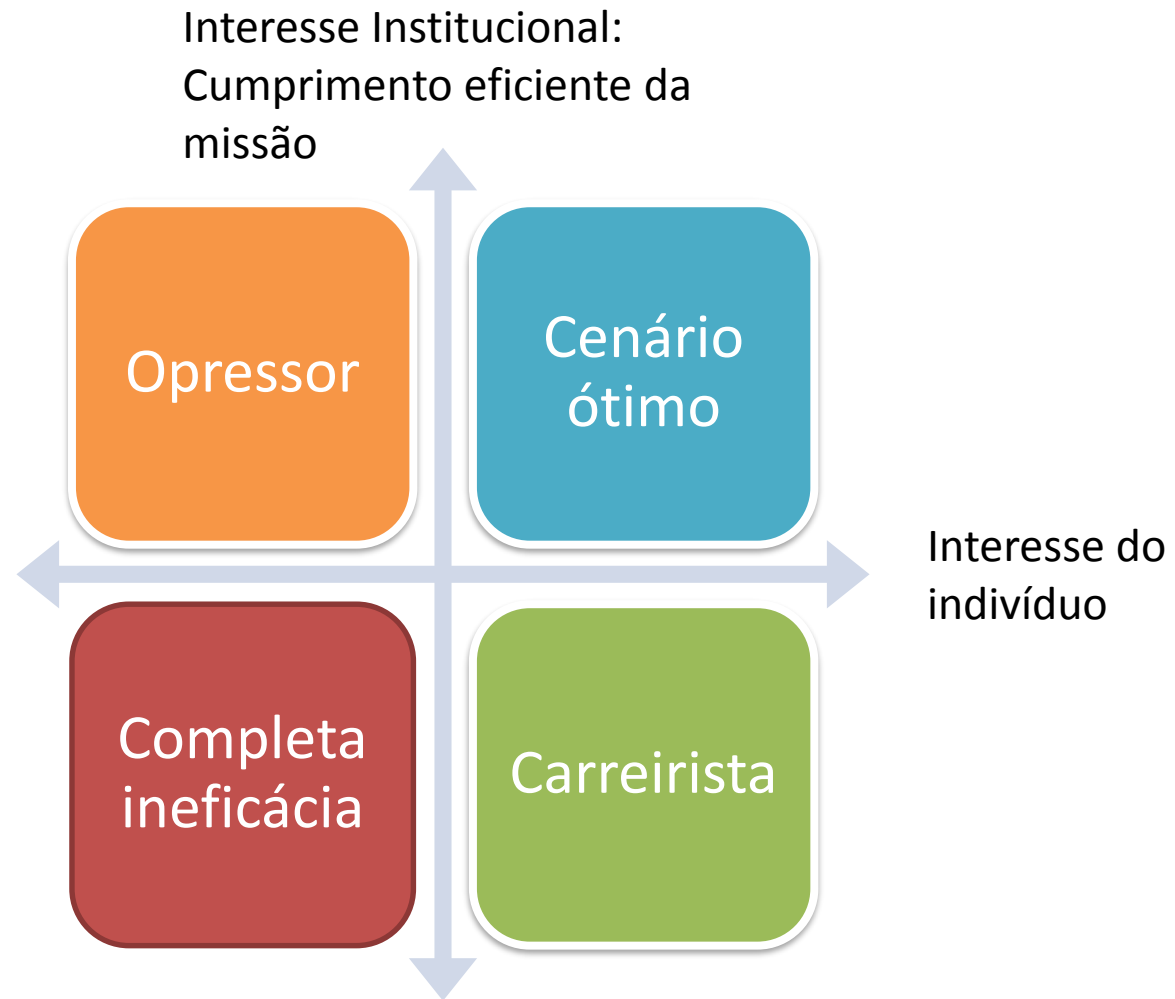 Interesse Institucional:
Cumprimento eficiente da
missão
Opressor
Cenário
ótimo
Interesse do
indivíduo
Completa
ineficácia
Carreirista